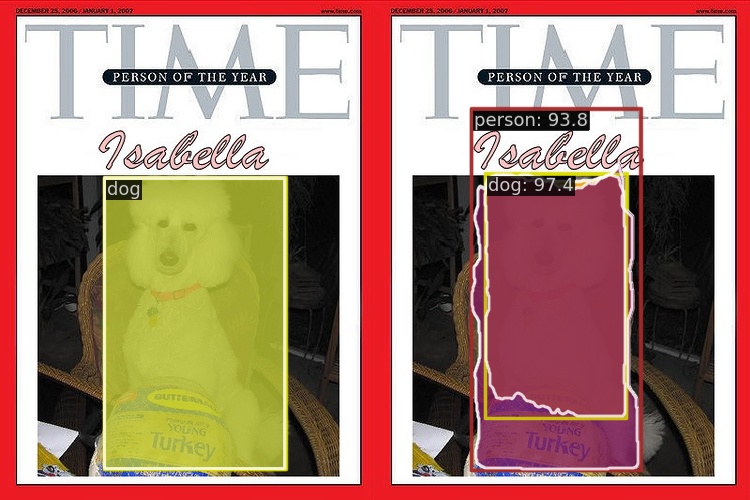 DECEMBER 25, 2006 / JANUARY 1, 2007 www.time.com
TIME
PERSON OF THE YEAR
Isabella
dog
BUTTERBALL
YOUNG
Turkey
DECEMBER 25, 2006 / JANUARY 1, 2007 www.time.com
TIME
PERSON OF THE YEAR
person: 93.8
Isabella
dog: 97.4
YOUNG
Turkey